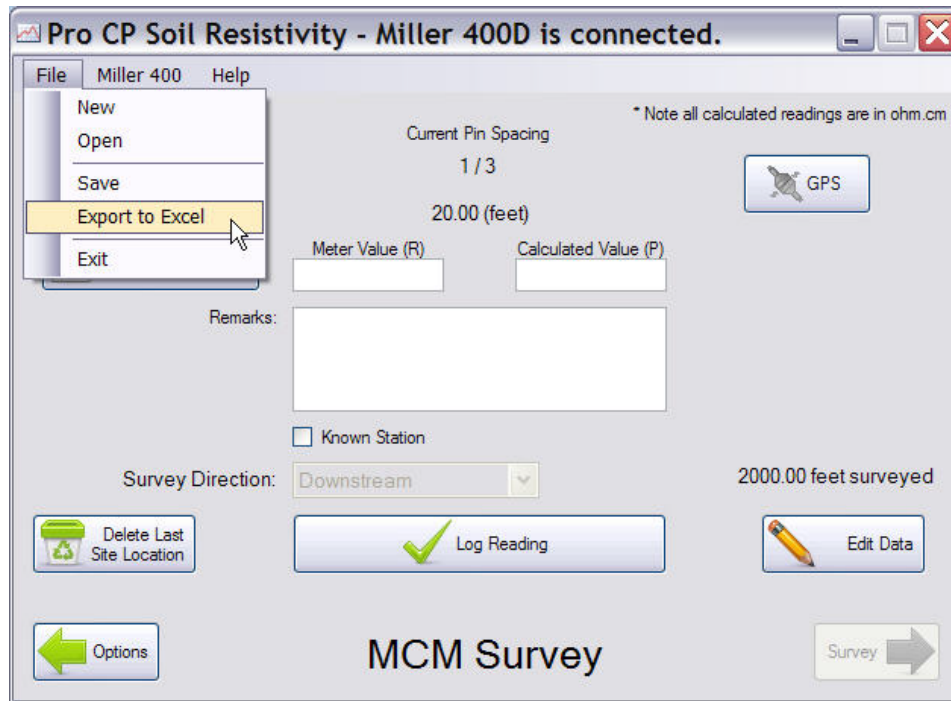 Pro CP Soil Resistivity - Miller 400D is connected.
File Miller 400 Help
New
Open
Save
Export to Excel
Exit
* Note all calculated readings are in ohm.cm
Current Pin Spacing
1 / 3
GPS
20.00 (feet)
Meter Value (R) Calculated Value (P)
Remarks:
Known Station
Survey Direction: Downstream 2000.00 feet surveyed
Delete Last
Site Location
Log Reading
Edit Data
Options
MCM Survey
Survey